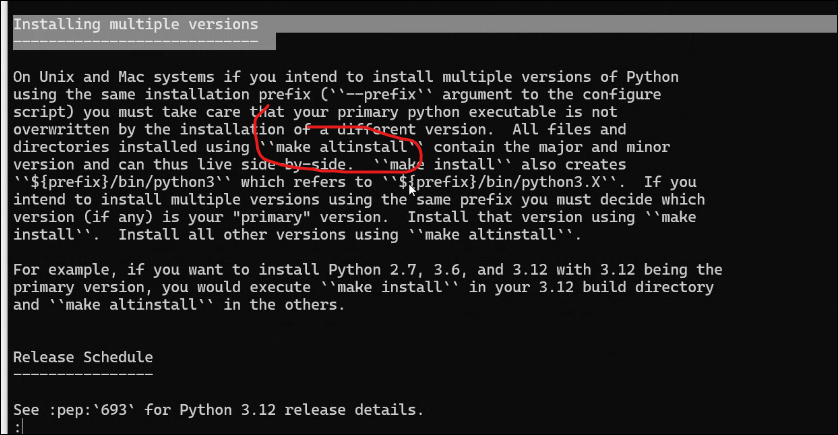 Installing multiple versions
----------------------------
On Unix and Mac systems if you intend to install multiple versions of Python
using the same installation prefix (``--prefix`` argument to the configure
script) you must take care that your primary python executable is not
overwritten by the installation of a different version.  All files and
directories installed using ``make altinstall`` contain the major and minor
version and can thus live side-by-side.  ``make install`` also creates
``${prefix}/bin/python3`` which refers to ``${prefix}/bin/python3.X``.  If you
intend to install multiple versions using the same prefix you must decide which
version (if any) is your "primary" version.  Install that version using ``make
install``.  Install all other versions using ``make altinstall``.
For example, if you want to install Python 2.7, 3.6, and 3.12 with 3.12 being the
primary version, you would execute ``make install`` in your 3.12 build directory
and ``make altinstall`` in the others.
Release Schedule
----------------
See :pep:`693` for Python 3.12 release details.
: